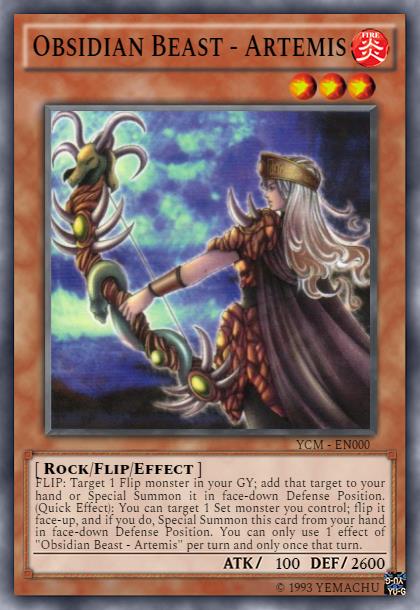 OBSIDIAN BEAST - ARTEMIS
FIRE
炎
YCM - EN000
[ ROCK/FLIP/EFFECT ]
FLIP: Target 1 Flip monster in your GY; add that target to your
hand or Special Summon it in face-down Defense Position.
(Quick Effect): You can target 1 Set monster you control; flip it
face-up, and if you do, Special Summon this card from your hand
in face-down Defense Position. You can only use 1 effect of
"Obsidian Beast - Artemis" per turn and only once that turn.
ATK/ 100 DEF/ 2600
©1993 YEMACHU